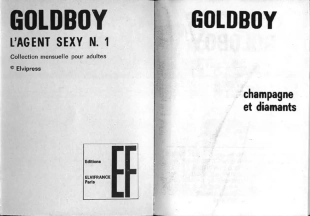 GOLDBOY
L'AGENT SEXY N. 1
Collection mensuelle pour adultes
© Elvipress
Editions
ELVIFRANCE
Paris
EF
GOLDBOY
champagne
et diamants